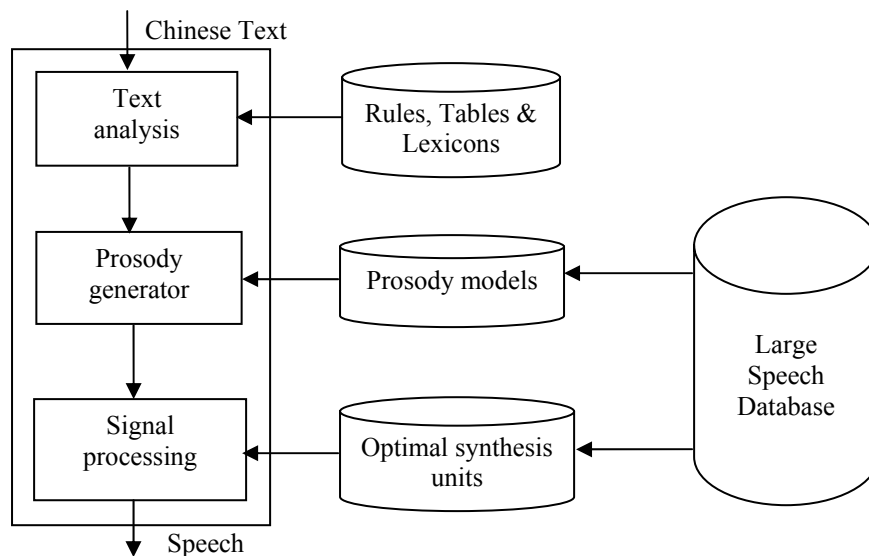 Chinese Text
Text
analysis
Rules, Tables &
Lexicons
Prosody
generator
Prosody models
Large
Speech
Database
Signal
processing
Optimal synthesis
units
Speech